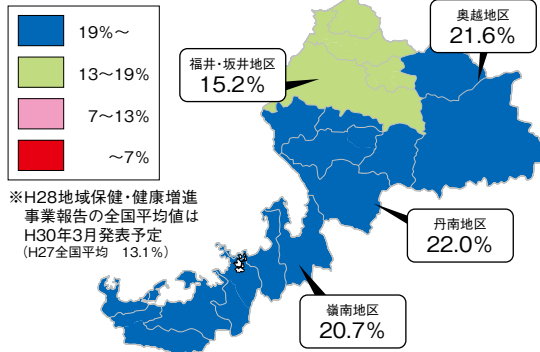 19%～
13～19%
7～13%
～7%
※H28地域保健・健康増進
事業報告の全国平均値は
H30年3月発表予定
（H27全国平均　13.1%）
奥越地区
21.6%
福井・坂井地区
15.2%
丹南地区
22.0%
嶺南地区
20.7%